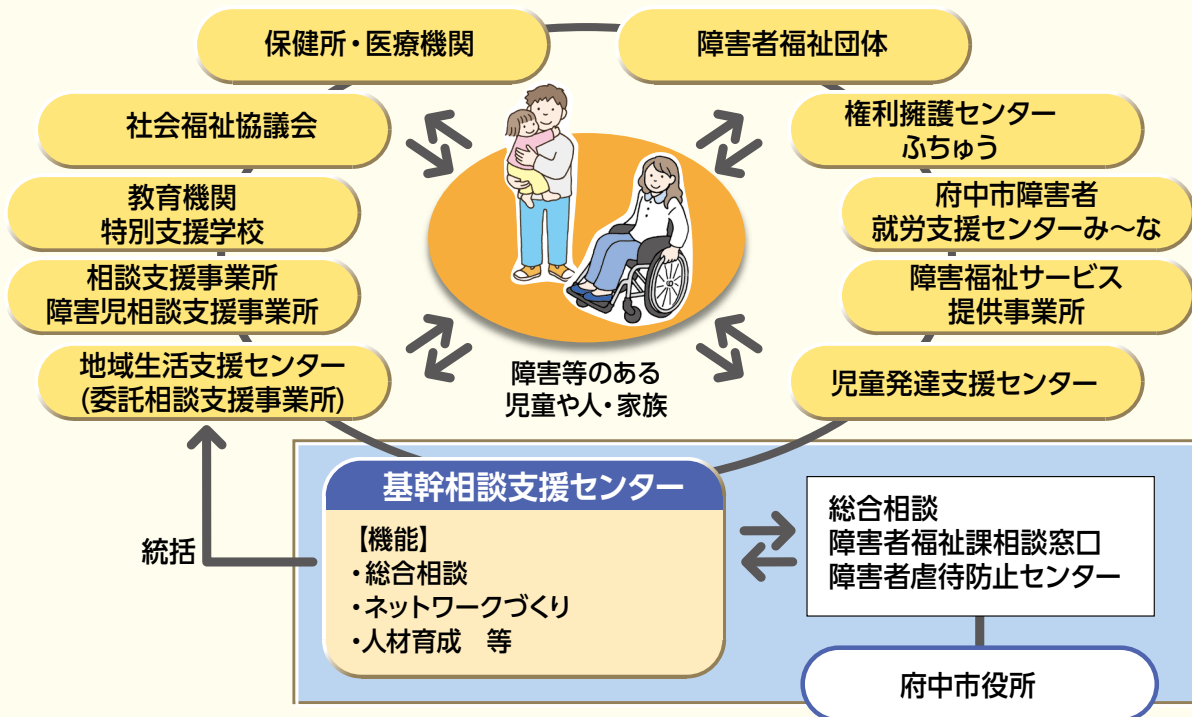 保健所・医療機関
障害者福祉団体
社会福祉協議会
権利擁護センター
ふちゅう
教育機関
特別支援学校
府中市障害者
就労支援センターみ～な
相談支援事業所
障害児相談支援事業所
障害福祉サービス
提供事業所
地域生活支援センター
(委託相談支援事業所)
障害等のある
児童や人・家族
児童発達支援センター
統括
基幹相談支援センター
【機能】
・総合相談
・ネットワークづくり
・人材育成　等
総合相談
障害者福祉課相談窓口
障害者虐待防止センター
府中市役所